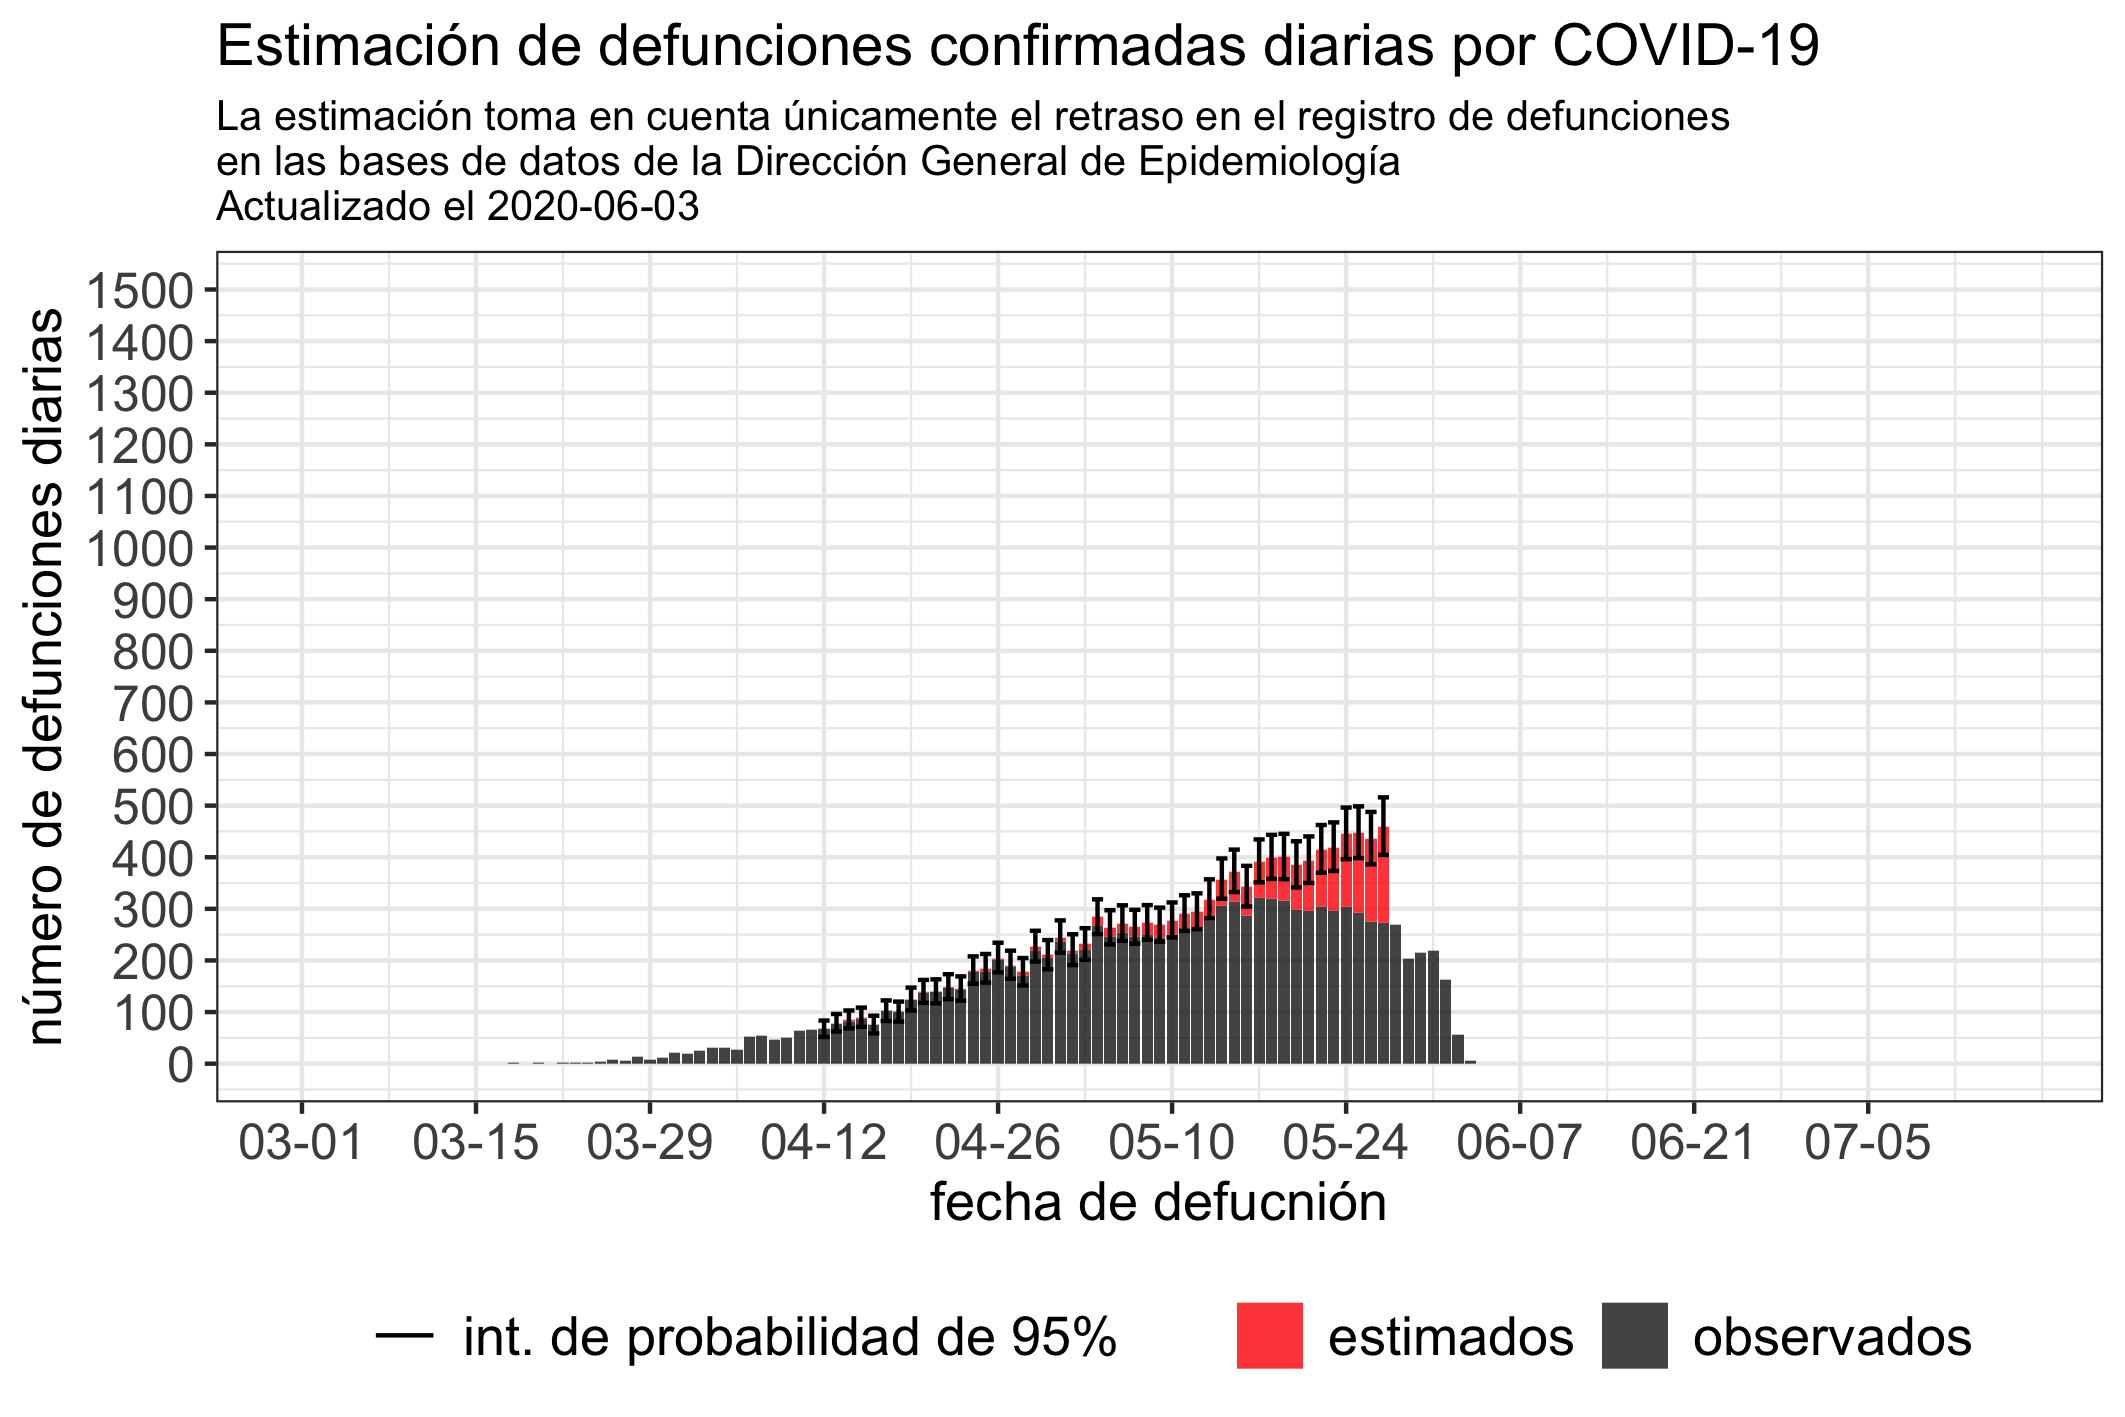 Estimación de defunciones confirmadas diarias por COVID-19
La estimación toma en cuenta únicamente el retraso en el registro de defunciones
en las bases de datos de la Dirección General de Epidemiología
Actualizado el 2020-06-03
número de defunciones diarias
1500
1400
1300
1200
1100
1000
900
800
700
600
500
400
300
200
100
0
03-01 03-15 03-29 04-12 04-26 05-10 05-24 06-07 06-21 07-05
fecha de defucnión
int. de probabilidad de 95% estimados observados